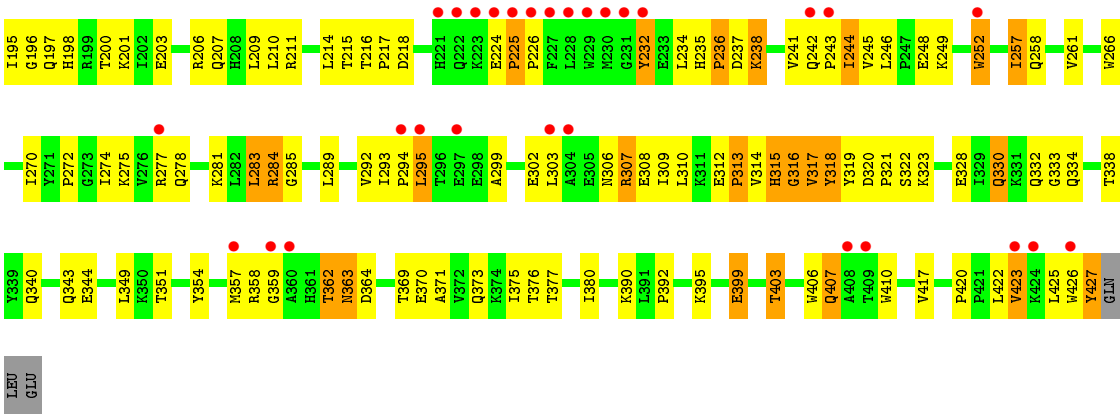 I195 G196 Q197 H198 R199 T200 K201 I202 E203 R206 Q207 H208 L209 L210 R211 L214 T215 T216 P217 D218 H221 Q222 K223 E224 P225 P226 F227 L228 W229 M230 G231 Y232 E233 L234 H235 P236 D237 K238 V241 Q242 P243 I244 V245 L246 P247 E248 K249 W252 I257 Q258 V261 W266
I270 Y271 P272 G273 I274 K275 V276 R277 Q278 K281 L282 L283 R284 G285 L289 V292 I293 P294 L295 T296 E297 E298 A299 E302 L303 A304 E305 N306 R307 E308 I309 L310 K311 E312 P313 V314 H315 G316 V317 Y318 Y319 D320 P321 S322 K323 E328 I329 Q330 K331 Q332 G333 Q334 T338
Y339 Q340 Q343 E344 L349 K350 T351 Y354 M357 R358 G359 A360 H361 T362 N363 D364 T369 E370 A371 V372 Q373 K374 I375 T376 T377 I380 K390 L391 P392 K395 E399 T403 W406 Q407 A408 T409 W410 V417 P420 P421 L422 V423 K424 L425 W426 Y427 GLN
LEU GLU